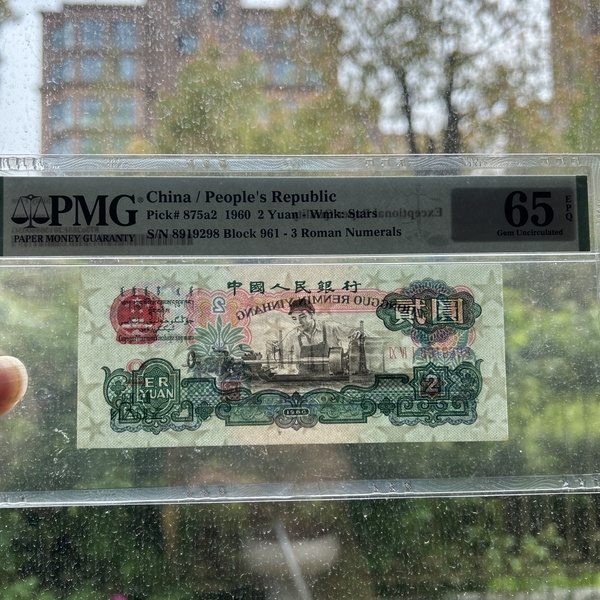 PMG
PAPER MONEY GUARANTY
China / People's Republic
Pick# 875a2 1960 2 Yuan - Wmk: Stars
S/N 8919298 Block 961 - 3 Roman Numerals
65
EPQ
Gem Uncirculated
Exceptional
中國人民銀行
ZHONGGUO RENMIN YINHANG
2
貳圓
ER
YUAN
2
1960